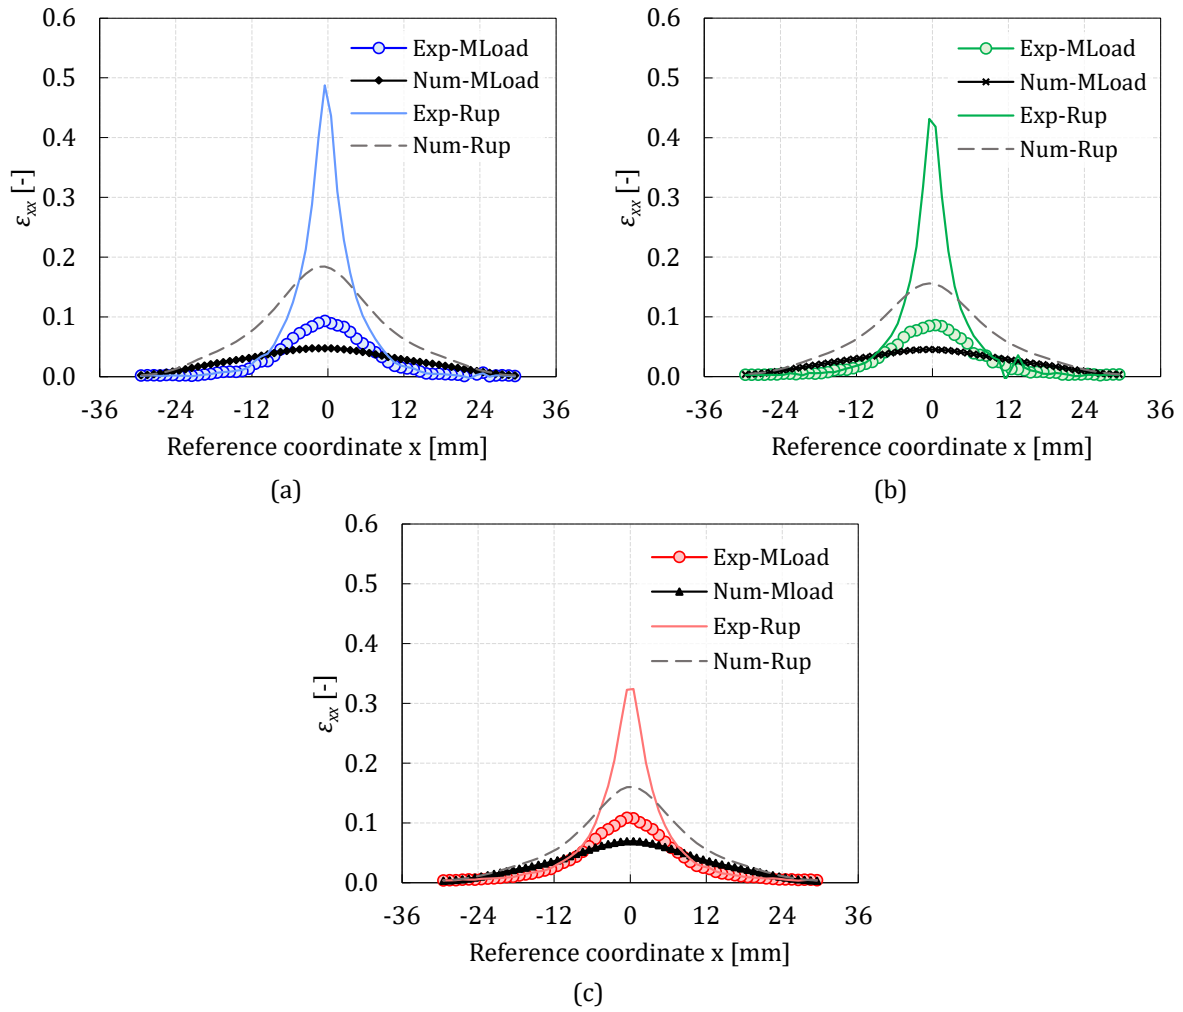 0.6
0.5
0.4
0.3
0.2
0.1
0.0
εxx [-]
Exp-MLoad
Num-MLoad
Exp-Rup
Num-Rup
-36 -24 -12 0 12 24 36
Reference coordinate x [mm]
(a)
0.6
0.5
0.4
0.3
0.2
0.1
0.0
εxx [-]
Exp-MLoad
Num-MLoad
Exp-Rup
Num-Rup
-36 -24 -12 0 12 24 36
Reference coordinate x [mm]
(b)
0.6
0.5
0.4
0.3
0.2
0.1
0.0
εxx [-]
Exp-MLoad
Num-Mload
Exp-Rup
Num-Rup
-36 -24 -12 0 12 24 36
Reference coordinate x [mm]
(c)